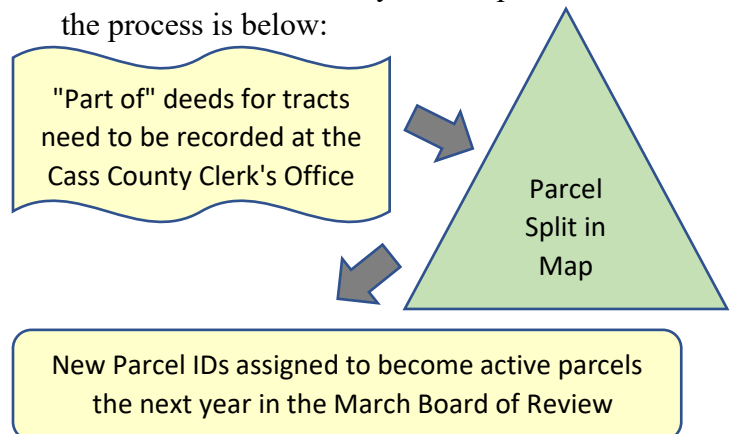 the process is below:
"Part of" deeds for tracts
need to be recorded at the
Cass County Clerk's Office
Parcel
Split in
Map
New Parcel IDs assigned to become active parcels
the next year in the March Board of Review